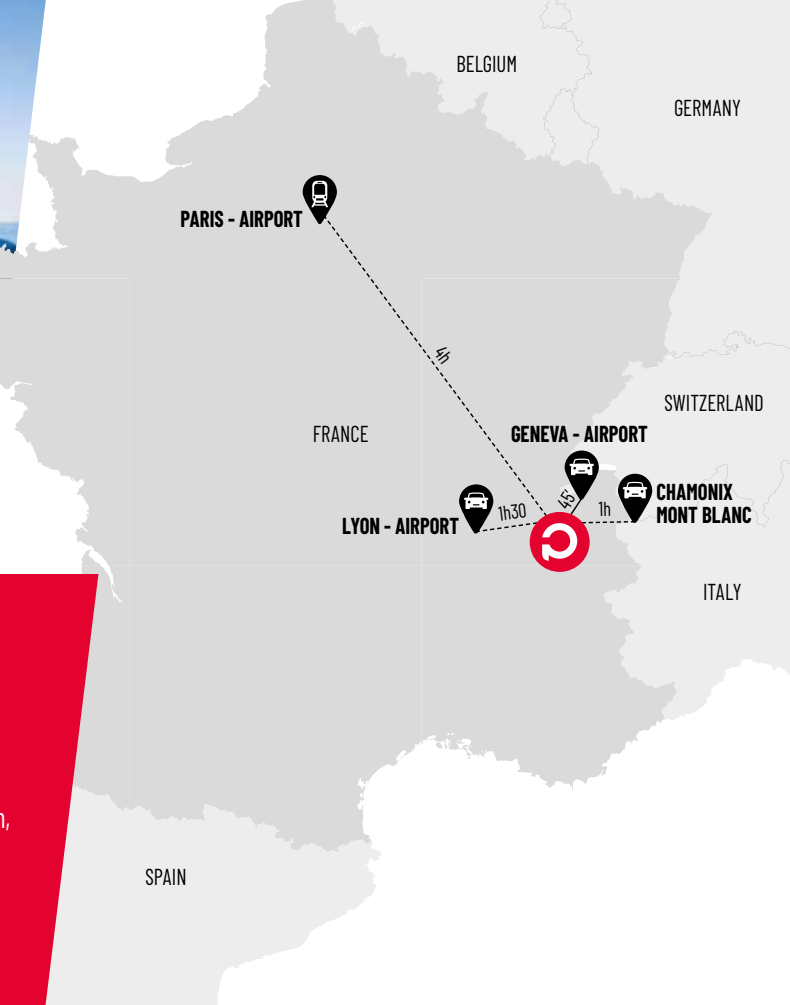 BELGIUM
GERMANY
PARIS - AIRPORT
4h
SWITZERLAND
FRANCE
GENEVA - AIRPORT
45'
1h
CHAMONIX
MONT BLANC
1h30
LYON - AIRPORT
ITALY
SPAIN